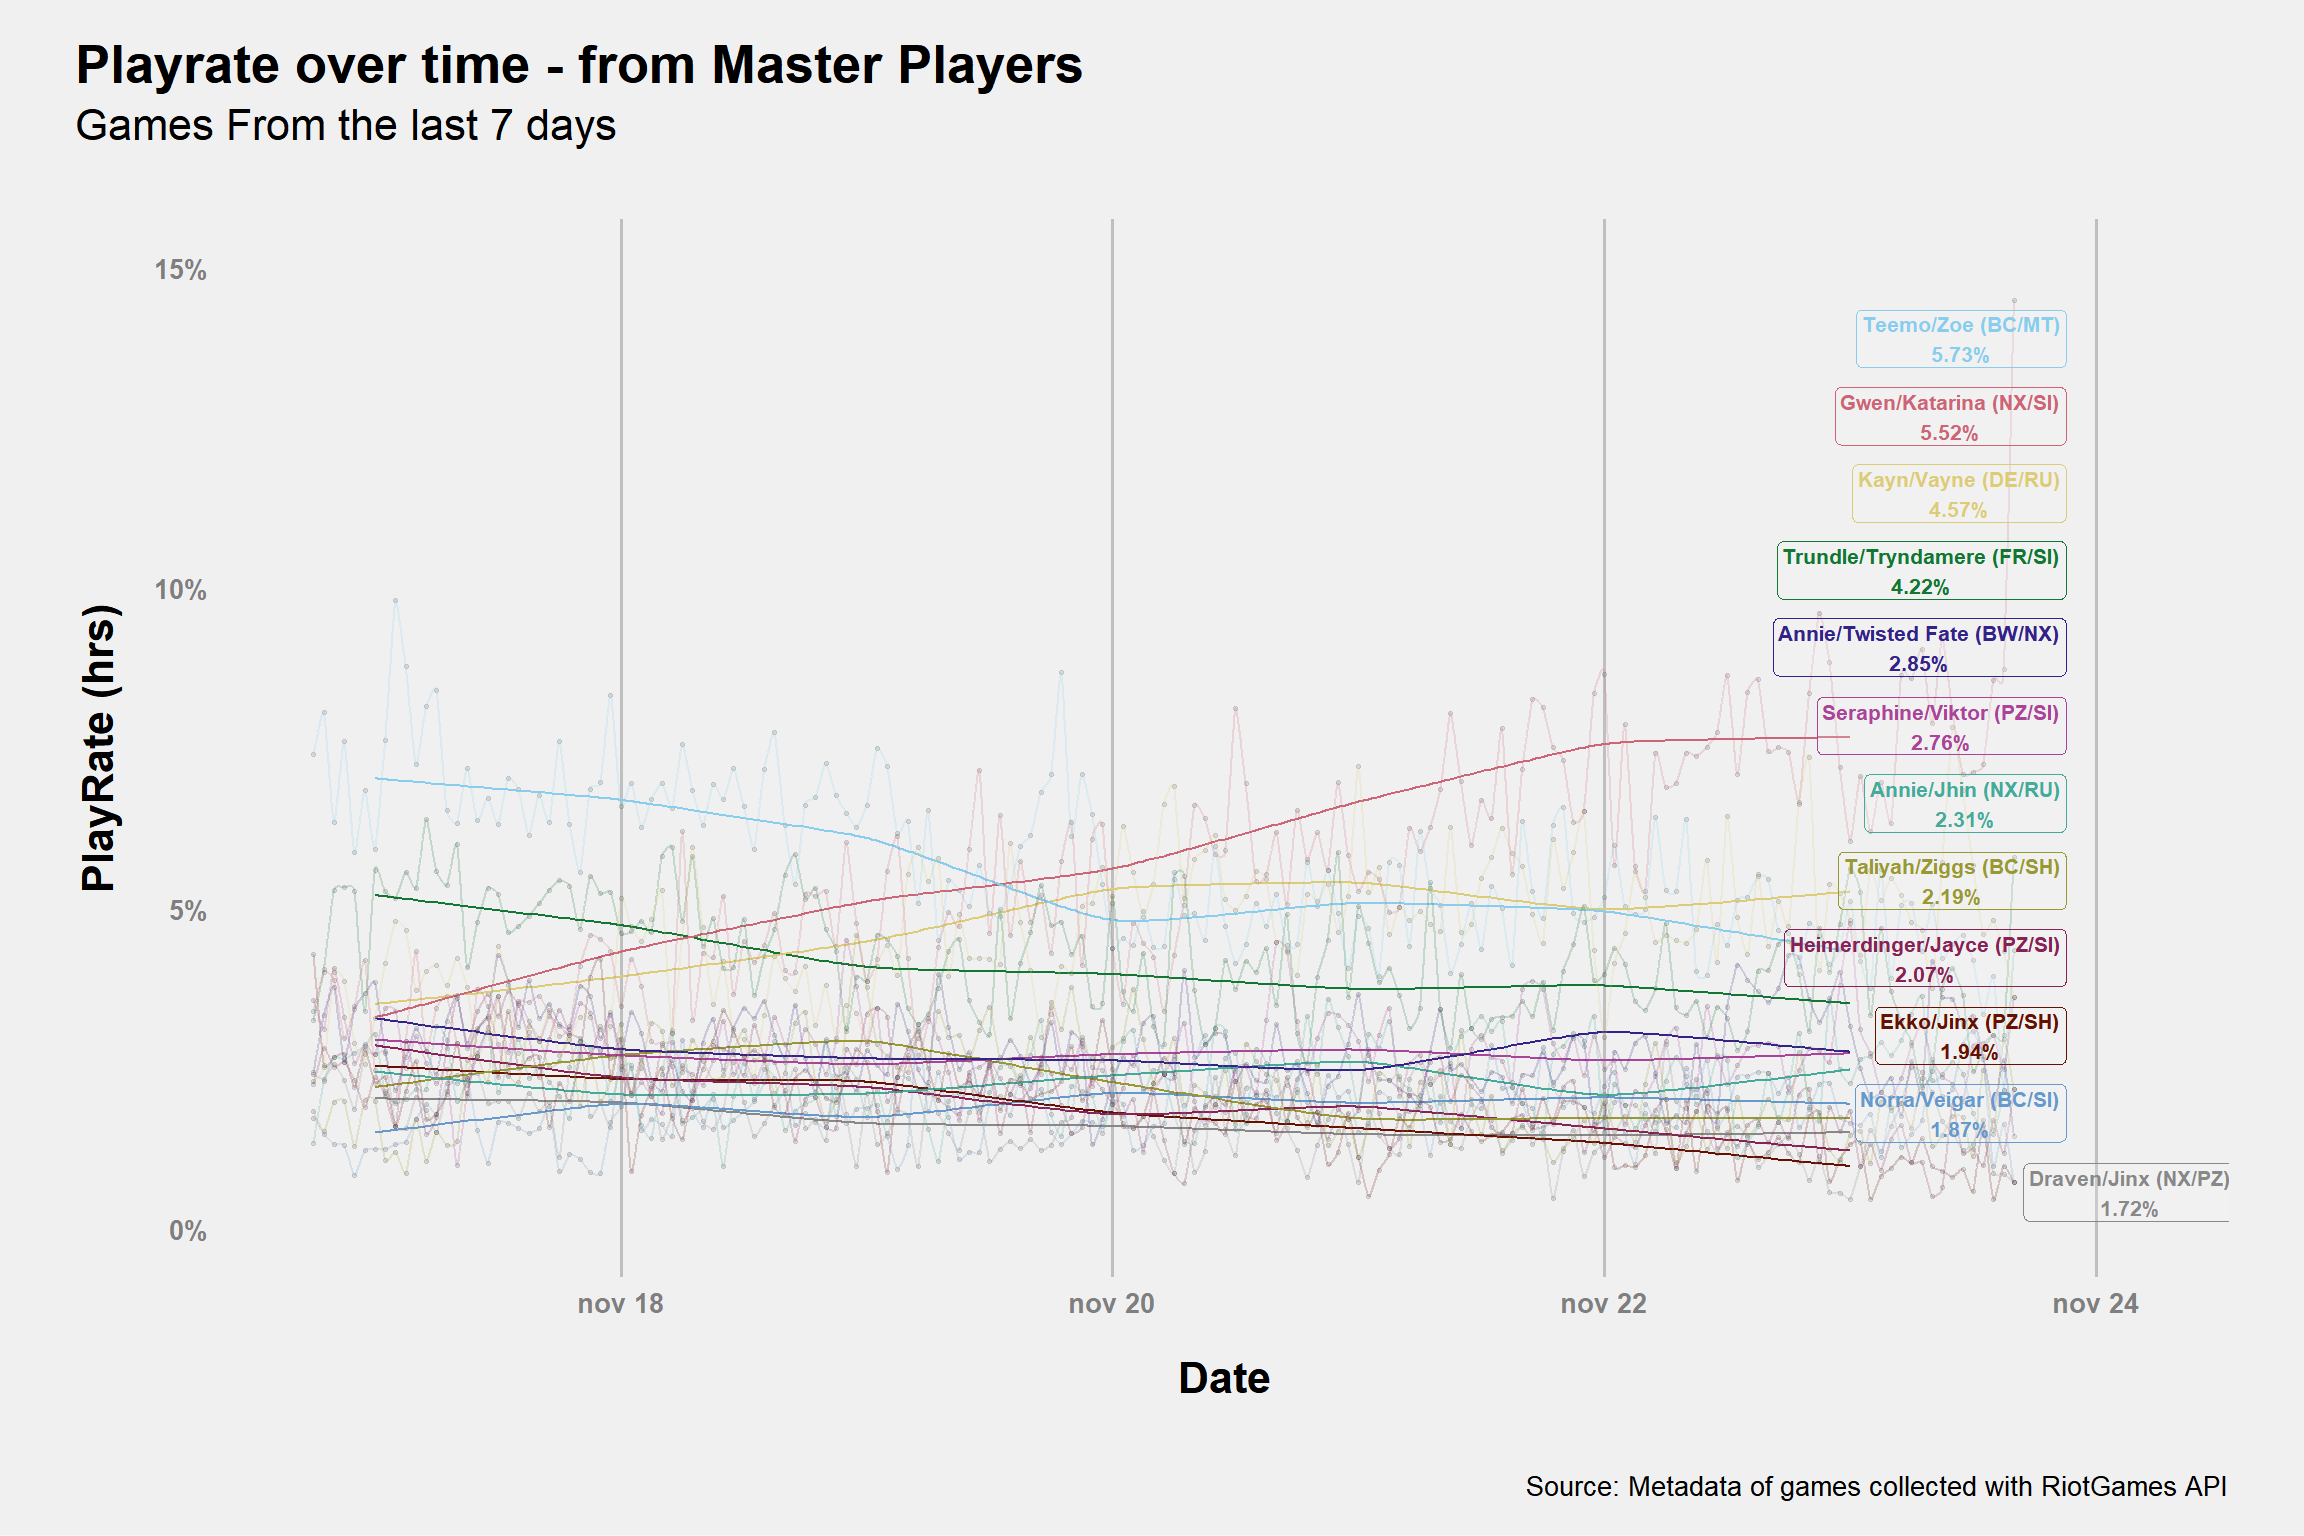 Playrate over time - from Master Players
Games From the last 7 days
15%
10%
5%
0%
PlayRate (hrs)
Teemo/Zoe (BC/MT)
5.73%
Gwen/Katarina (NX/SI)
5.52%
Kayn/Vayne (DE/RU)
4.57%
Trundle/Tryndamere (FR/SI)
4.22%
Annie/Twisted Fate (BW/NX)
2.85%
Seraphine/Viktor (PZ/SI)
2.76%
Annie/Jhin (NX/RU)
2.31%
Taliyah/Ziggs (BC/SH)
2.19%
Heimerdinger/Jayce (PZ/SI)
2.07%
Ekko/Jinx (PZ/SH)
1.94%
Norra/Veigar (BC/SI)
1.87%
Draven/Jinx (NX/PZ)
1.72%
nov 18
nov 20
nov 22
nov 24
Date
Source: Metadata of games collected with RiotGames API